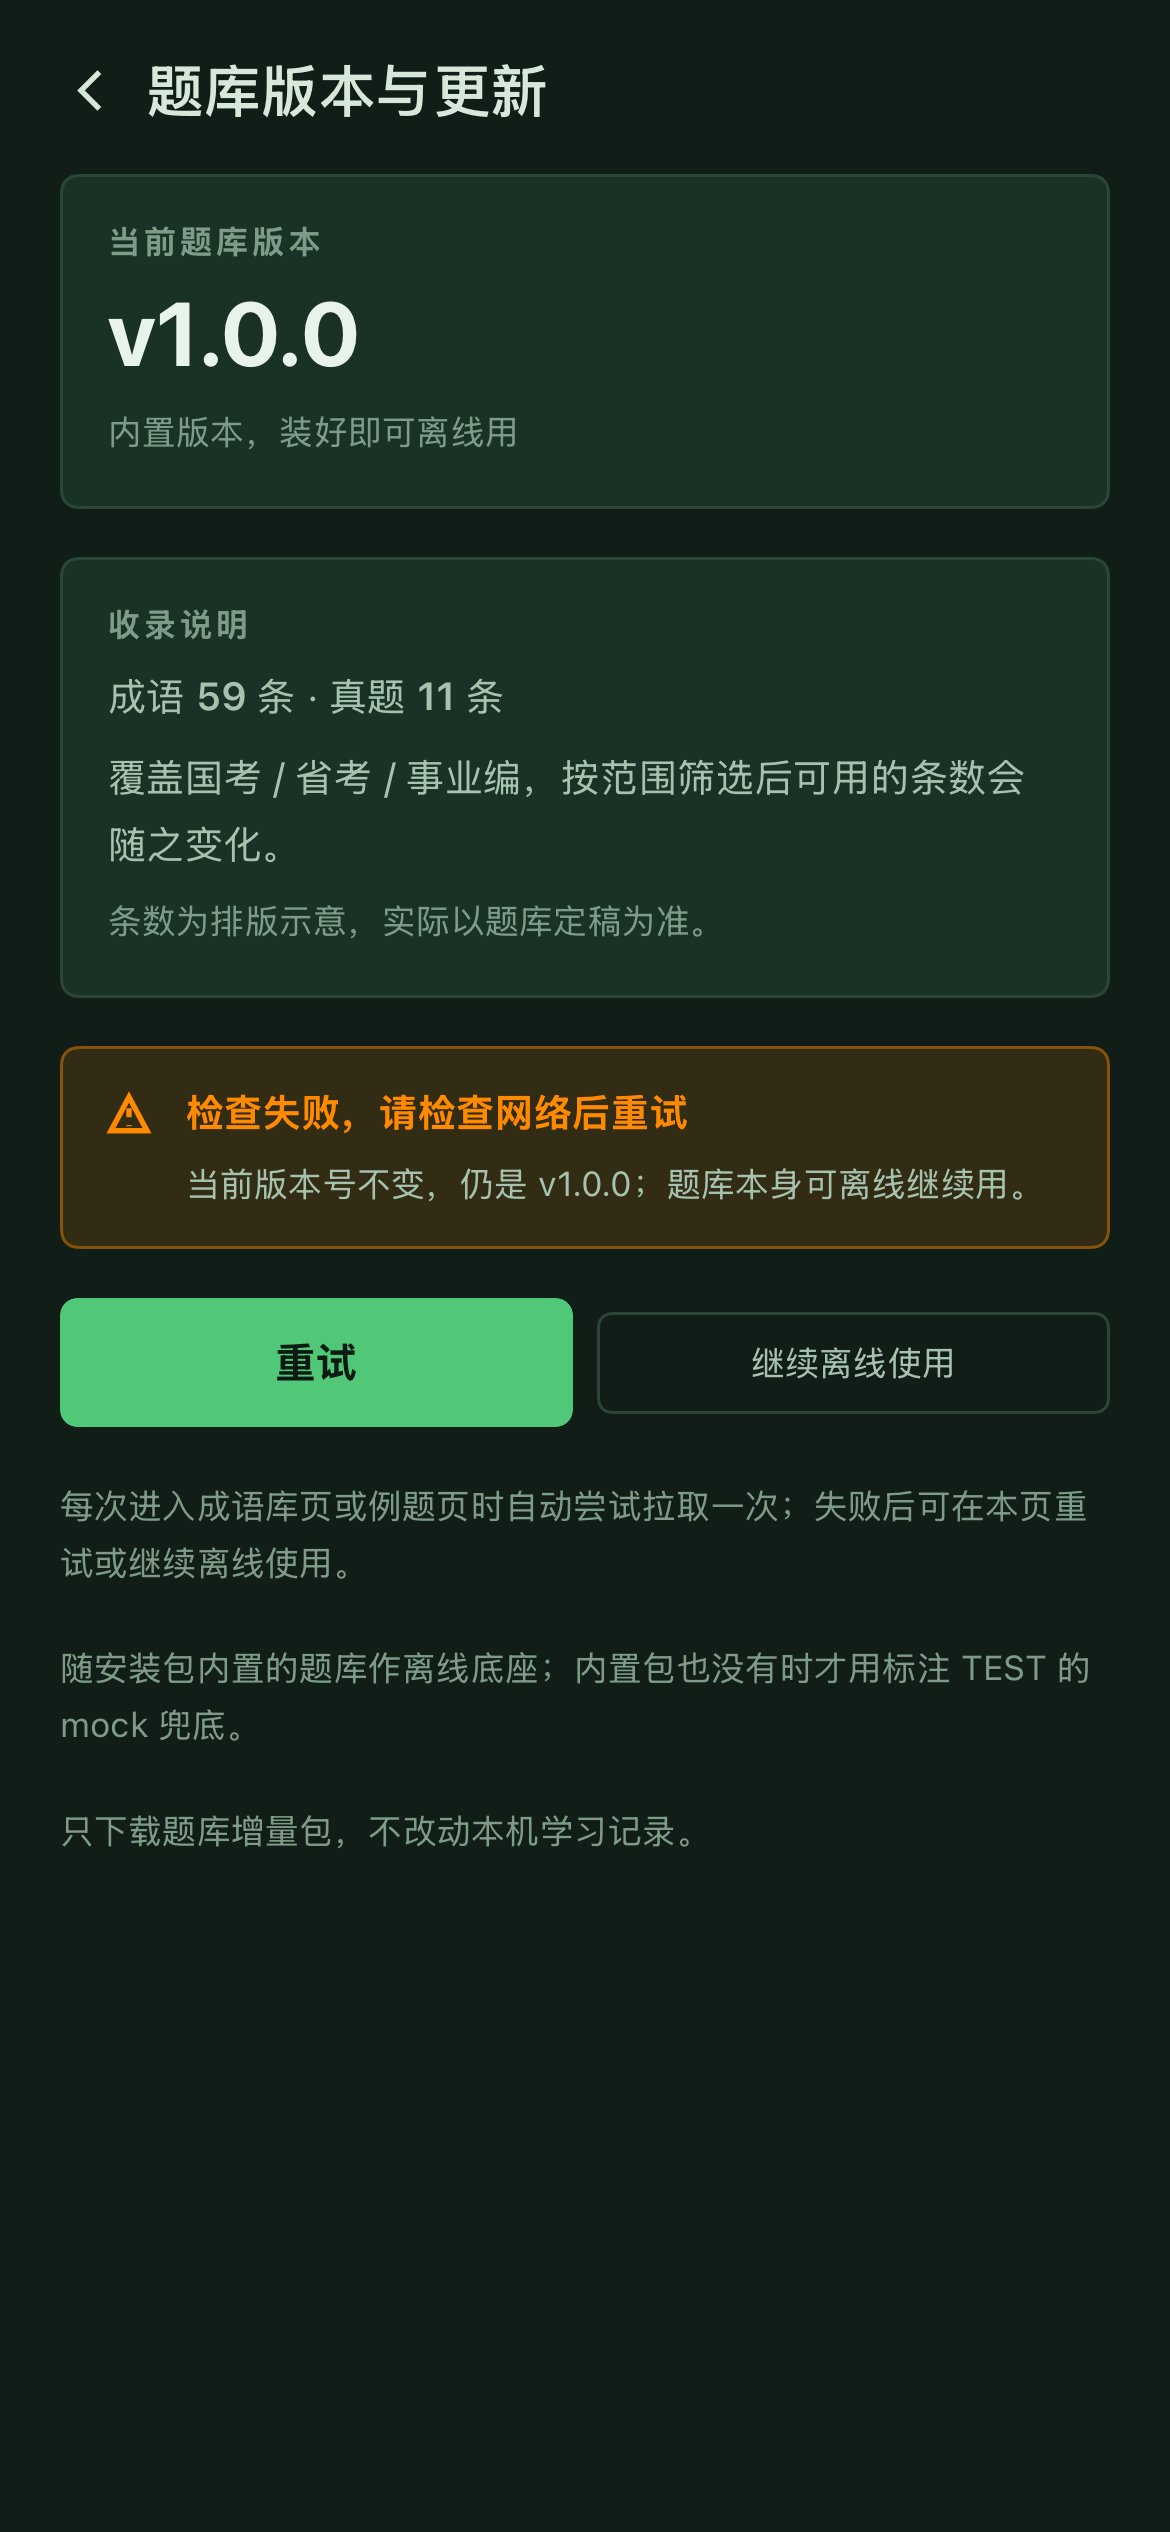 题库版本与更新
当前题库版本
v1.0.0
内置版本，装好即可离线用
收录说明
成语 59 条 · 真题 11 条
覆盖国考 / 省考 / 事业编，按范围筛选后可用的条数会
随之变化。
条数为排版示意，实际以题库定稿为准。
检查失败，请检查网络后重试
当前版本号不变，仍是 v1.0.0；题库本身可离线继续用。
重试
继续离线使用
每次进入成语库页或例题页时自动尝试拉取一次；失败后可在本页重
试或继续离线使用。
随安装包内置的题库作离线底座；内置包也没有时才用标注 TEST 的
mock 兜底。
只下载题库增量包，不改动本机学习记录。